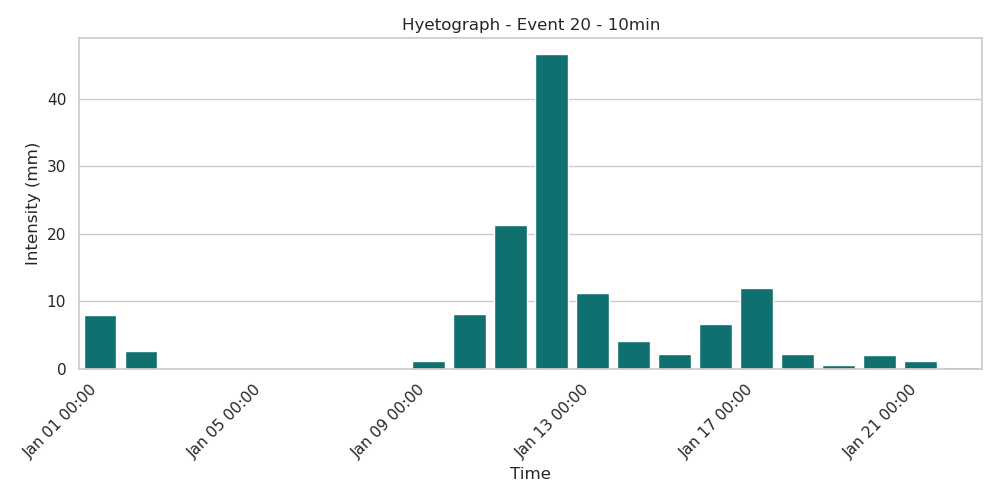 Hyetograph - Event 20 - 10min
Intensity (mm)
40
30
20
10
0
Jan 01 00:00
Jan 05 00:00
Jan 09 00:00
Jan 13 00:00
Jan 17 00:00
Jan 21 00:00
Time